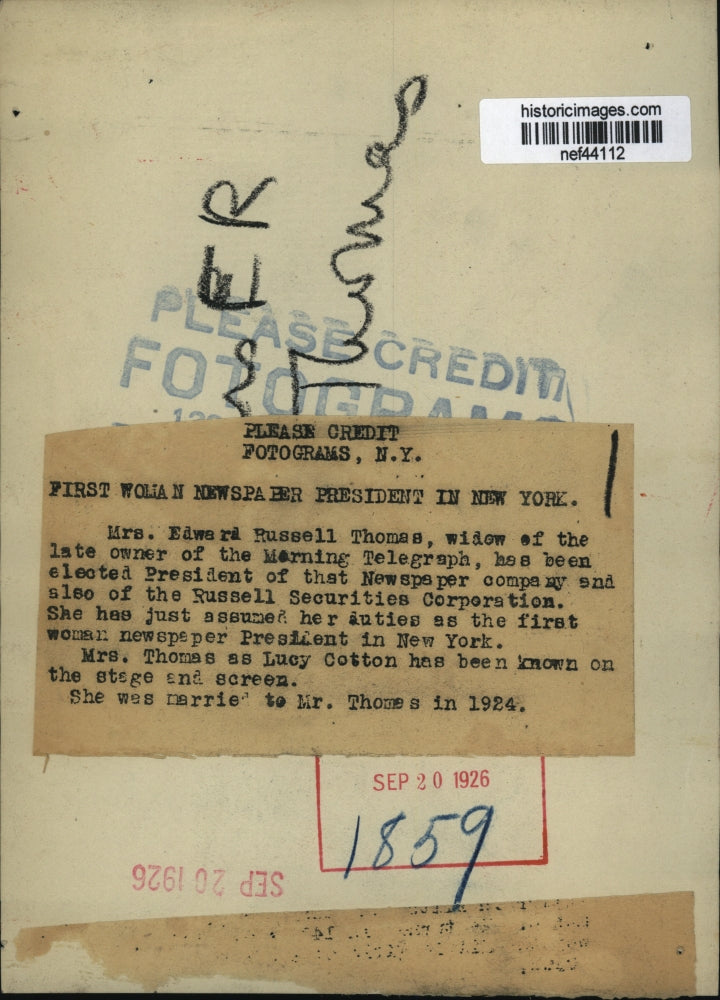 historicimages.com
nef44112
ER
Thomas
PLEASE CREDIT
FOTOGRAMS
PLEASE CREDIT
FOTOGRAMS, N.Y.
FIRST WOMAN NEWSPAPER PRESIDENT IN NEW YORK.
Mrs. Edward Russell Thomas, widow of the
late owner of the Morning Telegraph, has been
elected President of that Newspaper company and
also of the Russell Securities Corporation.
She has just assumed her duties as the first
woman newspaper President in New York.
Mrs. Thomas as Lucy Cotton has been known on
the stage and screen.
She was married to Mr. Thomas in 1924.
SEP 20 1926
1859
SEP 20 1926